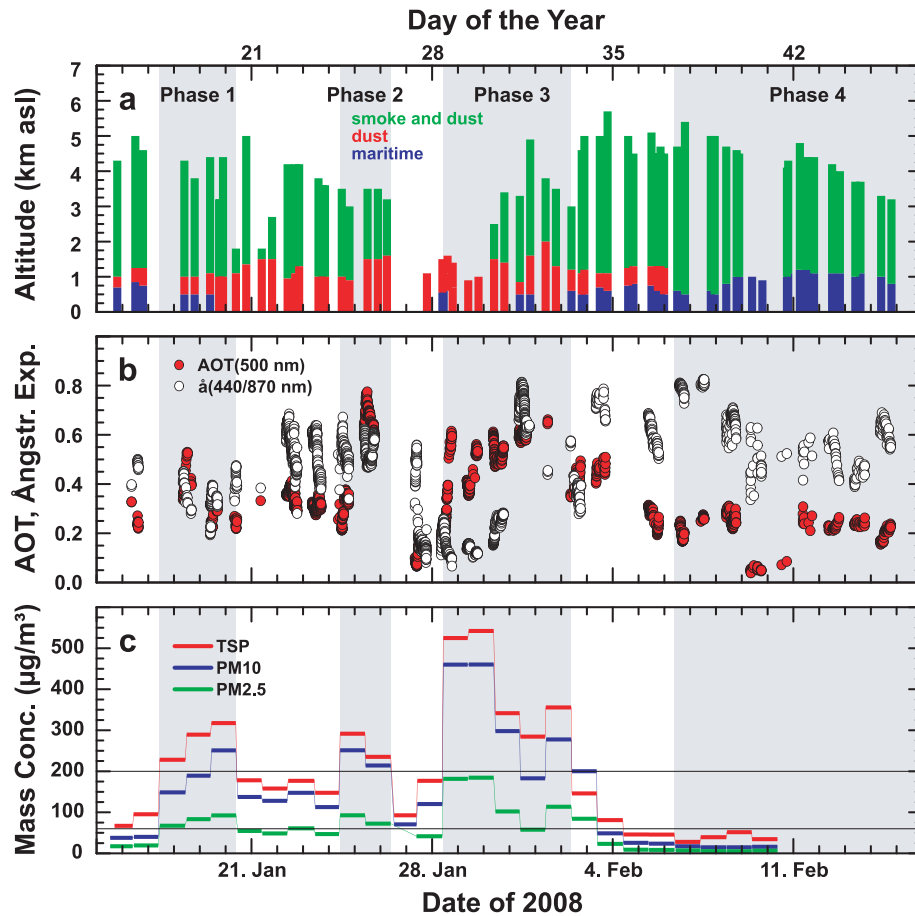 Day of the Year
21 28 35 42
7
6
5
4
3
2
1
0
Altitude (km asl)
a
Phase 1 Phase 2 Phase 3 Phase 4
smoke and dust
dust
maritime
0.8
0.6
0.4
0.2
0.0
AOT, Ångstr. Exp.
b
AOT(500 nm)
å(440/870 nm)
500
400
300
200
100
0
Mass Conc. (µg/m³)
c
TSP
PM10
PM2.5
21. Jan 28. Jan 4. Feb 11. Feb
Date of 2008